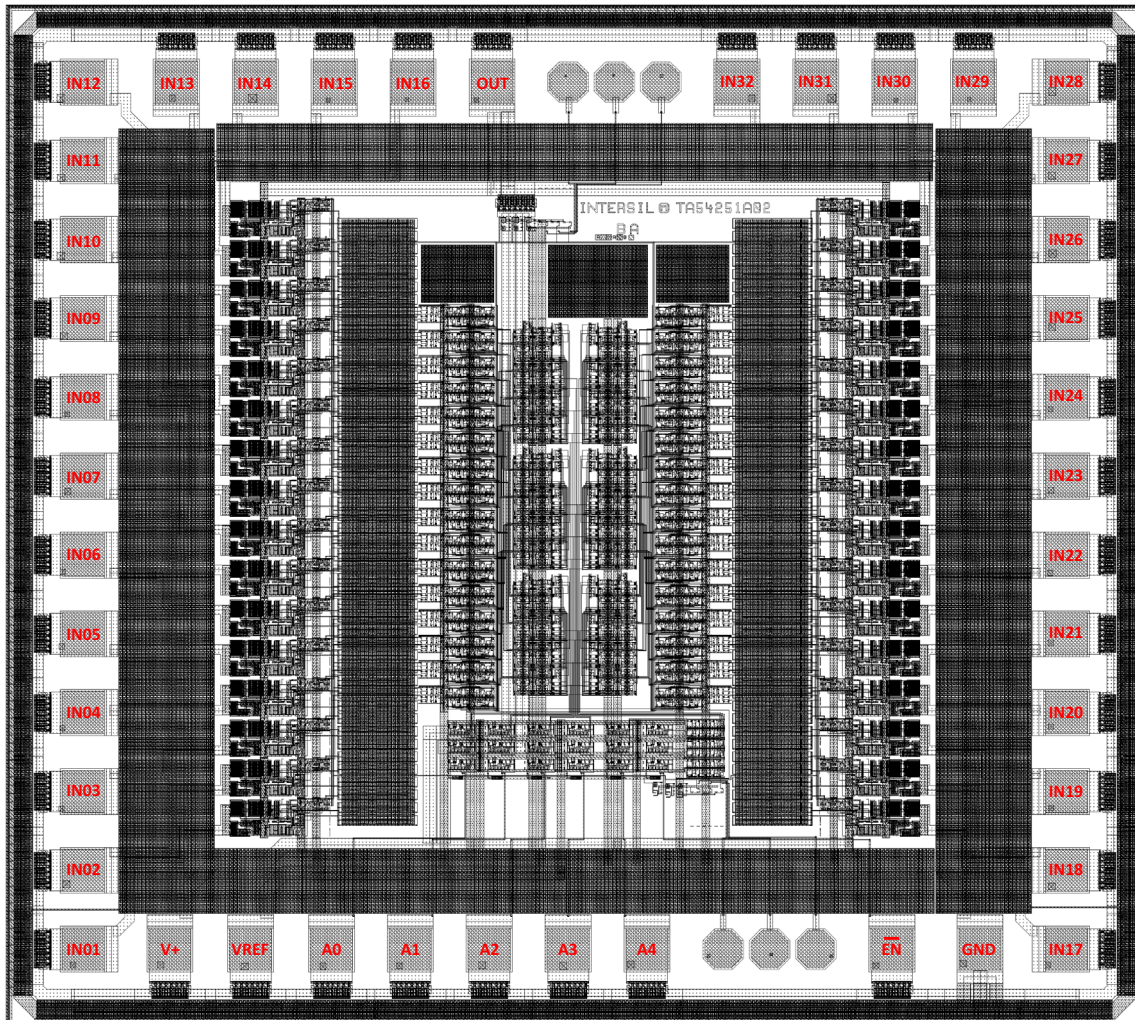 IN12 IN13 IN14 IN15 IN16 OUT IN32 IN31 IN30 IN29 IN28
IN11 IN27
INTERSIL © TA54251A02
BA
IN10 IN26
IN09 IN25
IN08 IN24
IN07 IN23
IN06 IN22
IN05 IN21
IN04 IN20
IN03 IN19
IN02 IN18
IN01 V+ VREF A0 A1 A2 A3 A4 E̅N̅ GND IN17